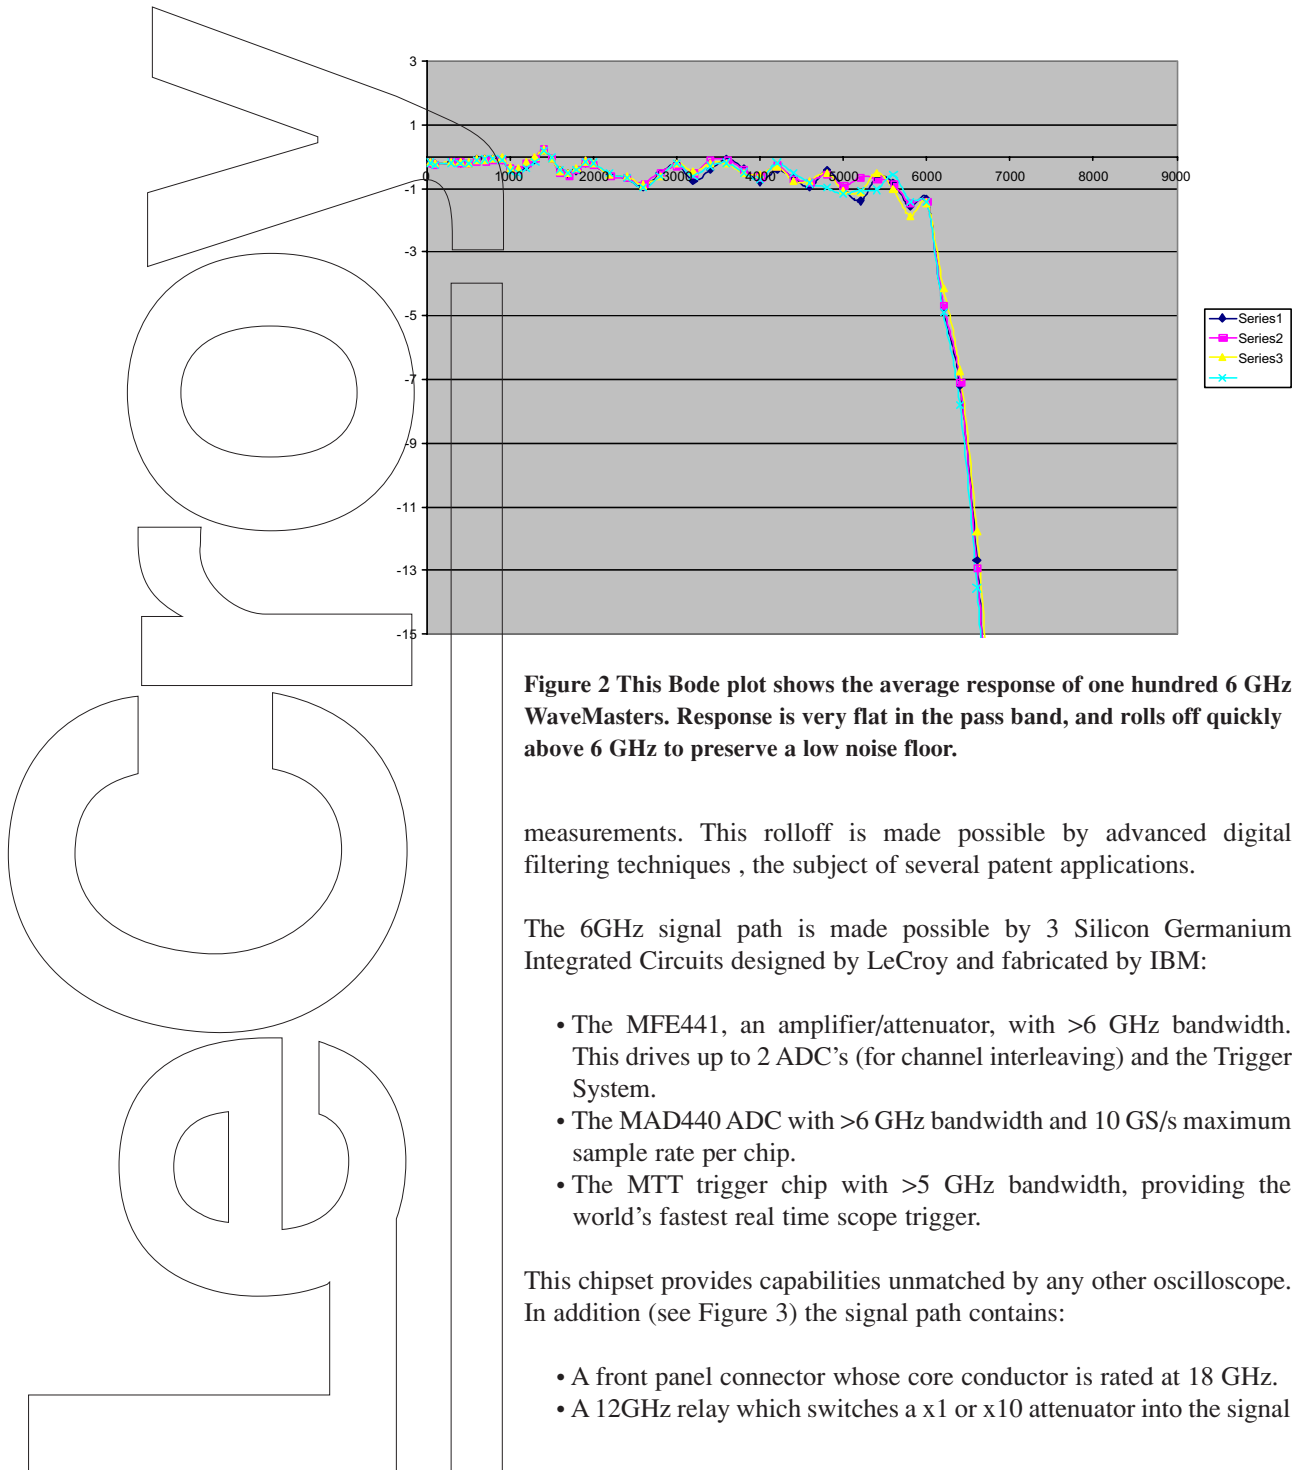 LeCroy
3
1
-1
-3
-5
-7
-9
-11
-13
-15
0 1000 2000 3000 4000 5000 6000 7000 8000 9000
Series1
Series2
Series3
Figure 2 This Bode plot shows the average response of one hundred 6 GHz
WaveMasters. Response is very flat in the pass band, and rolls off quickly
above 6 GHz to preserve a low noise floor.
measurements. This rolloff is made possible by advanced digital
filtering techniques , the subject of several patent applications.
The 6GHz signal path is made possible by 3 Silicon Germanium
Integrated Circuits designed by LeCroy and fabricated by IBM:
• The MFE441, an amplifier/attenuator, with >6 GHz bandwidth.
This drives up to 2 ADC's (for channel interleaving) and the Trigger
System.
• The MAD440 ADC with >6 GHz bandwidth and 10 GS/s maximum
sample rate per chip.
• The MTT trigger chip with >5 GHz bandwidth, providing the
world's fastest real time scope trigger.
This chipset provides capabilities unmatched by any other oscilloscope.
In addition (see Figure 3) the signal path contains:
• A front panel connector whose core conductor is rated at 18 GHz.
• A 12GHz relay which switches a x1 or x10 attenuator into the signal